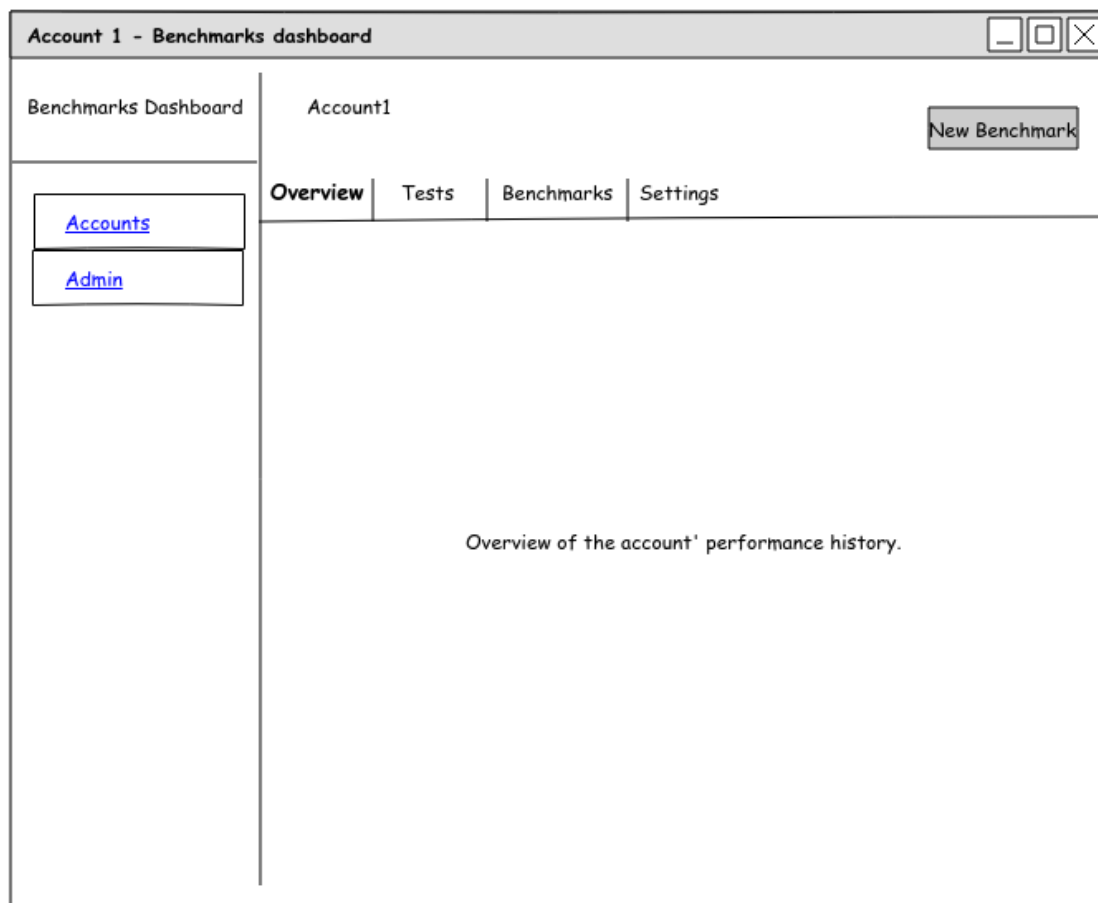 Account 1 - Benchmarks dashboard
Benchmarks Dashboard
Account1
New Benchmark
Overview
Tests
Benchmarks
Settings
Accounts
Admin
Overview of the account' performance history.